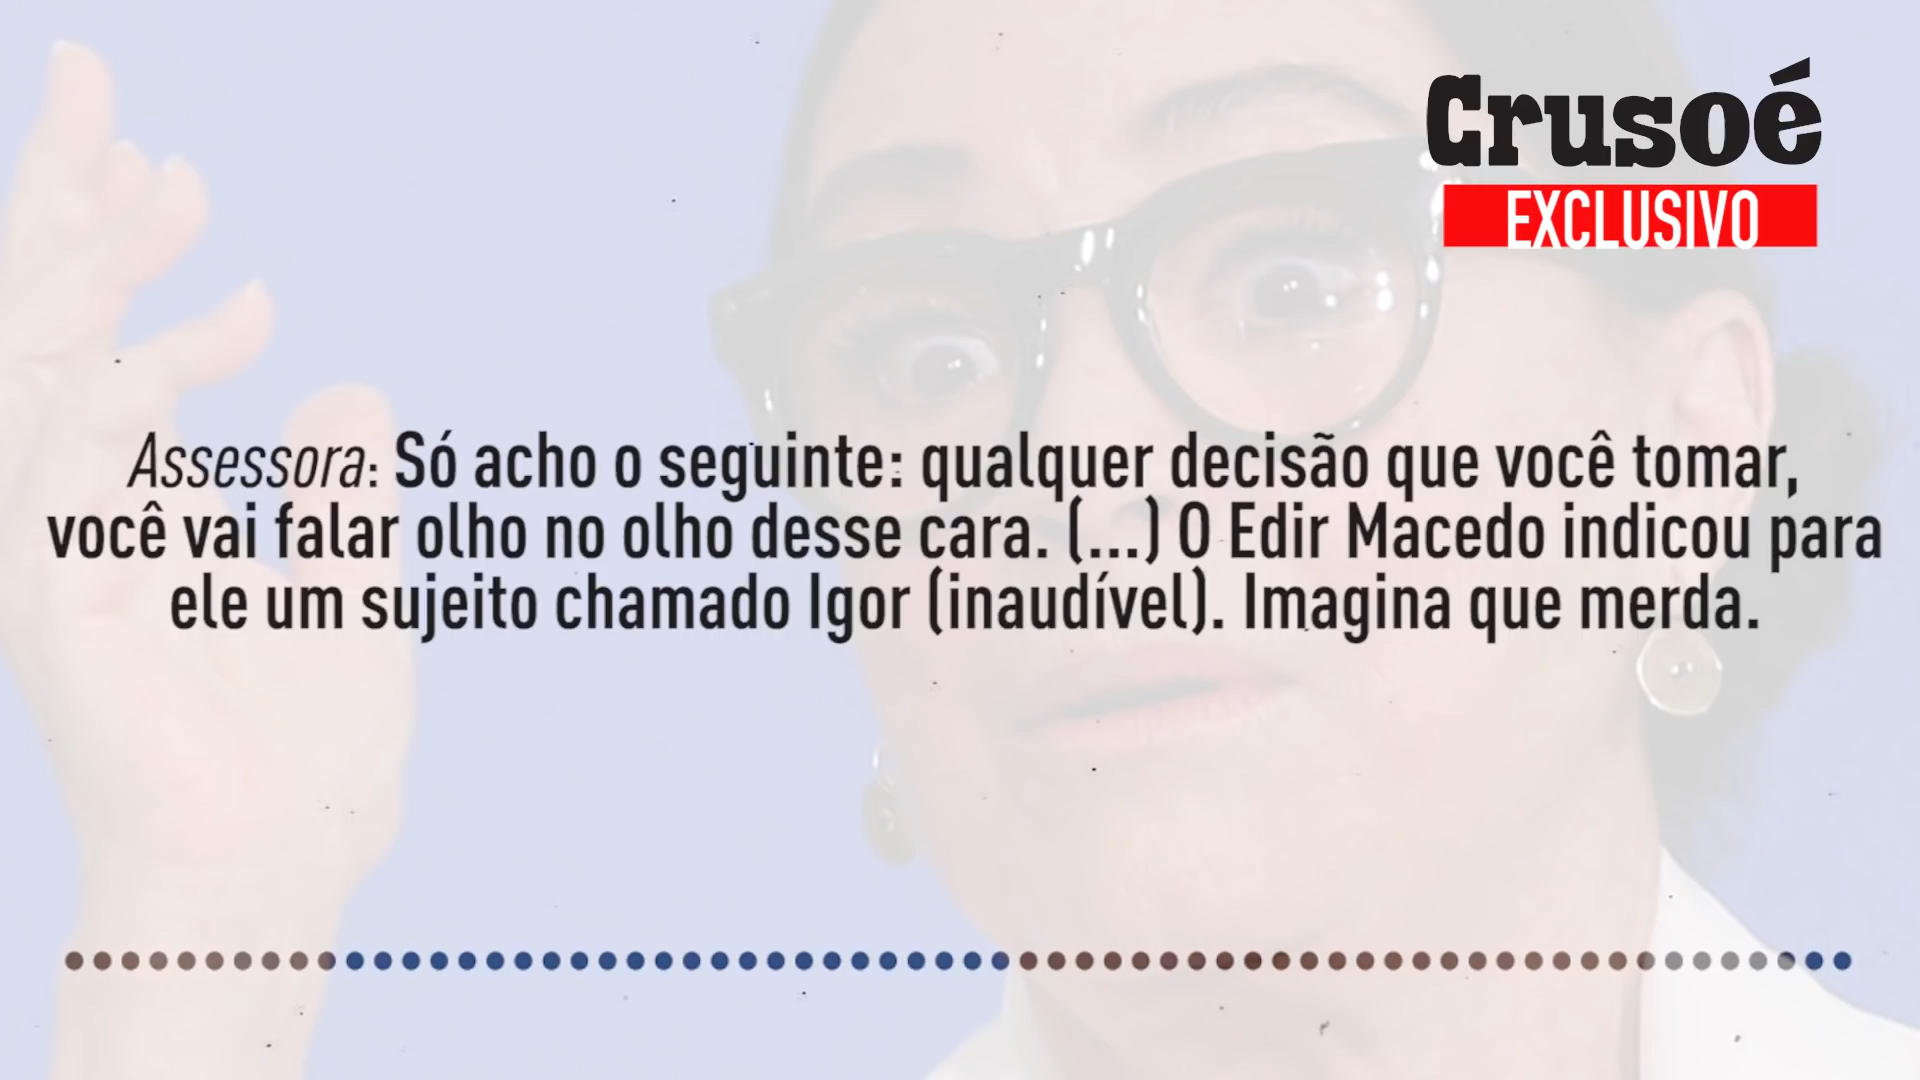 Crusoé
EXCLUSIVO
Assessora: Só acho o seguinte: qualquer decisão que você tomar,
você vai falar olho no olho desse cara. (...) O Edir Macedo indicou para
ele um sujeito chamado Igor (inaudível). Imagina que merda.